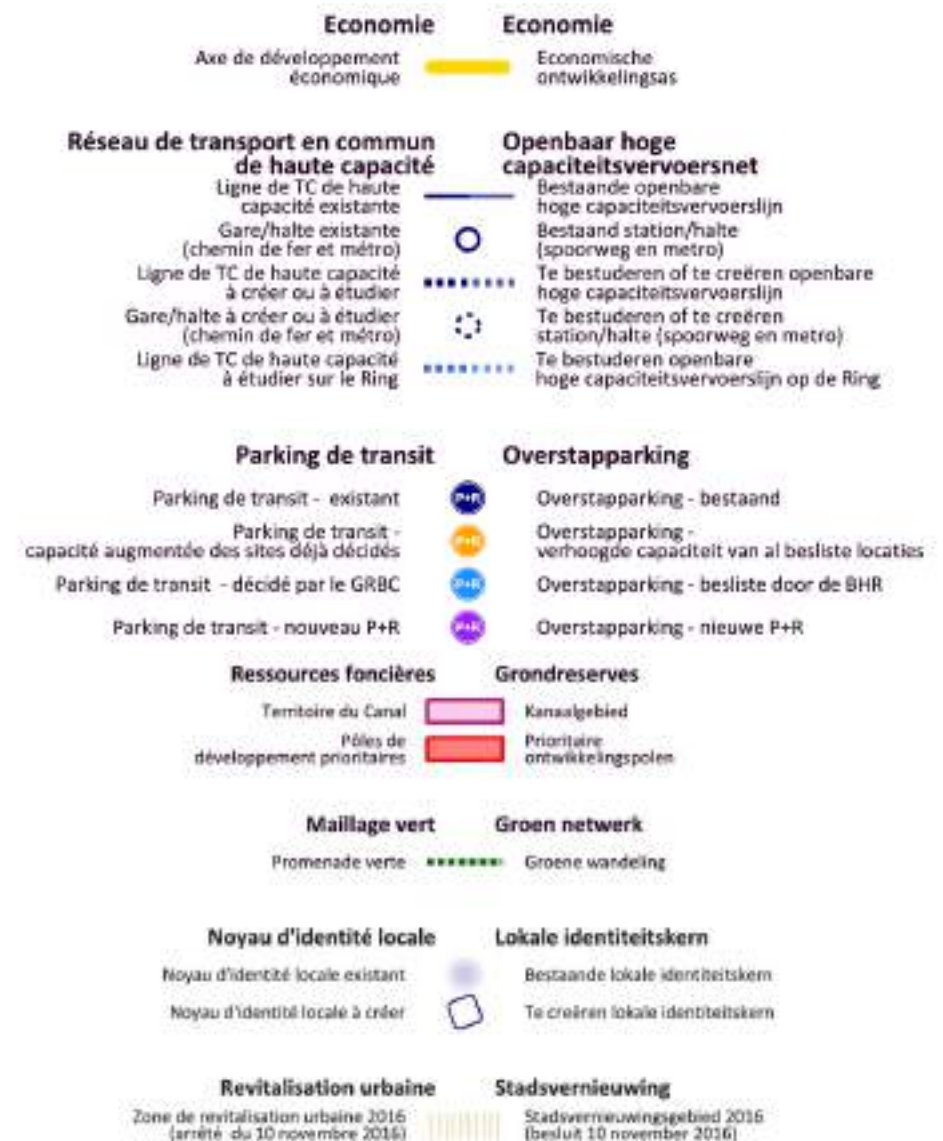 Economie Economie
Axe de développement Economische
économique ontwikkelingsas
Réseau de transport en commun Openbaar hoge
de haute capacité capaciteitsvervoersnet
Ligne de TC de haute Bestaande openbare
capacité existante hoge capaciteitsvervoerslijn
Gare/halte existante Bestaand station/halte
(chemin de fer et métro) (spoorweg en metro)
Ligne de TC de haute capacité Te bestuderen of te creëren openbare
à créer ou à étudier hoge capaciteitsvervoerslijn
Gare/halte à créer ou à étudier Te bestuderen of te creëren
(chemin de fer et métro) station/halte (spoorweg en metro)
Ligne de TC de haute capacité Te bestuderen openbare
à étudier sur le Ring hoge capaciteitsvervoerslijn op de Ring
Parking de transit Overstapparking
Parking de transit - existant P+R Overstapparking - bestaand
Parking de transit - Overstapparking -
capacité augmentée des sites déjà décidés P+R verhoogde capaciteit van al besliste locaties
Parking de transit - décidé par le GRBC P+R Overstapparking - besliste door de BHR
Parking de transit - nouveau P+R P+R Overstapparking - nieuwe P+R
Ressources foncières Grondreserves
Territoire du Canal Kanaalgebied
Pôles de Prioritaire
développement prioritaires ontwikkelingspolen
Maillage vert Groen netwerk
Promenade verte Groene wandeling
Noyau d'identité locale Lokale identiteitskern
Noyau d'identité locale existant Bestaande lokale identiteitskern
Noyau d'identité locale à créer Te creëren lokale identiteitskern
Revitalisation urbaine Stadsvernieuwing
Zone de revitalisation urbaine 2016 Stadsvernieuwingsgebied 2016
(arrêté du 10 novembre 2016) (besluit 10 november 2016)